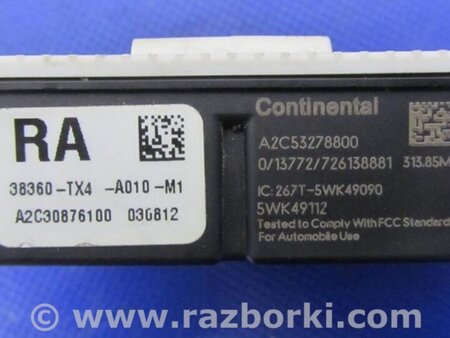 RA
38360-TX4 -A010-M1
A2C30876100 030812
Continental
A2C53278800
0/13772/726138881 313.85M
IC: 267T-5WK49090
5WK49112
Tested to Comply With FCC Standard
For Automobile Use
© www.razborki.com